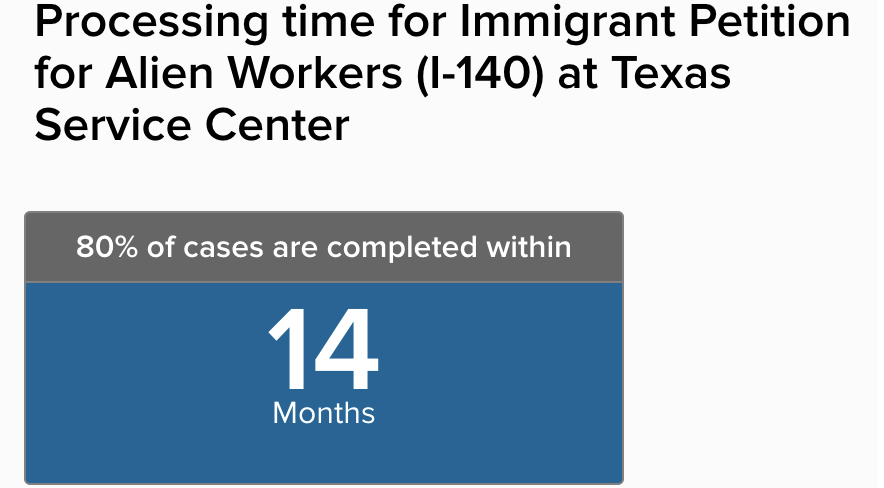 Processing time for Immigrant Petition
for Alien Workers (I-140) at Texas
Service Center
80% of cases are completed within
14
Months